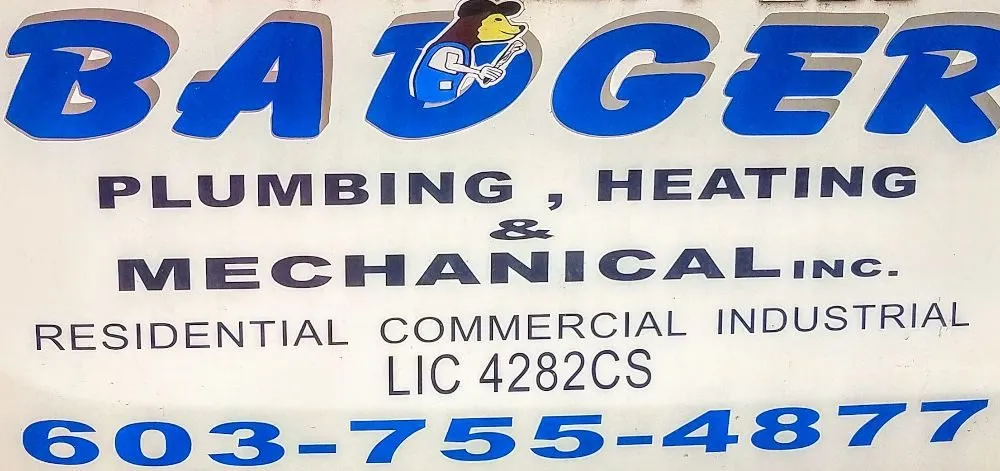 BADGER
PLUMBING , HEATING
&
MECHANICAL INC.
RESIDENTIAL COMMERCIAL INDUSTRIAL
LIC 4282CS
603-755-4877